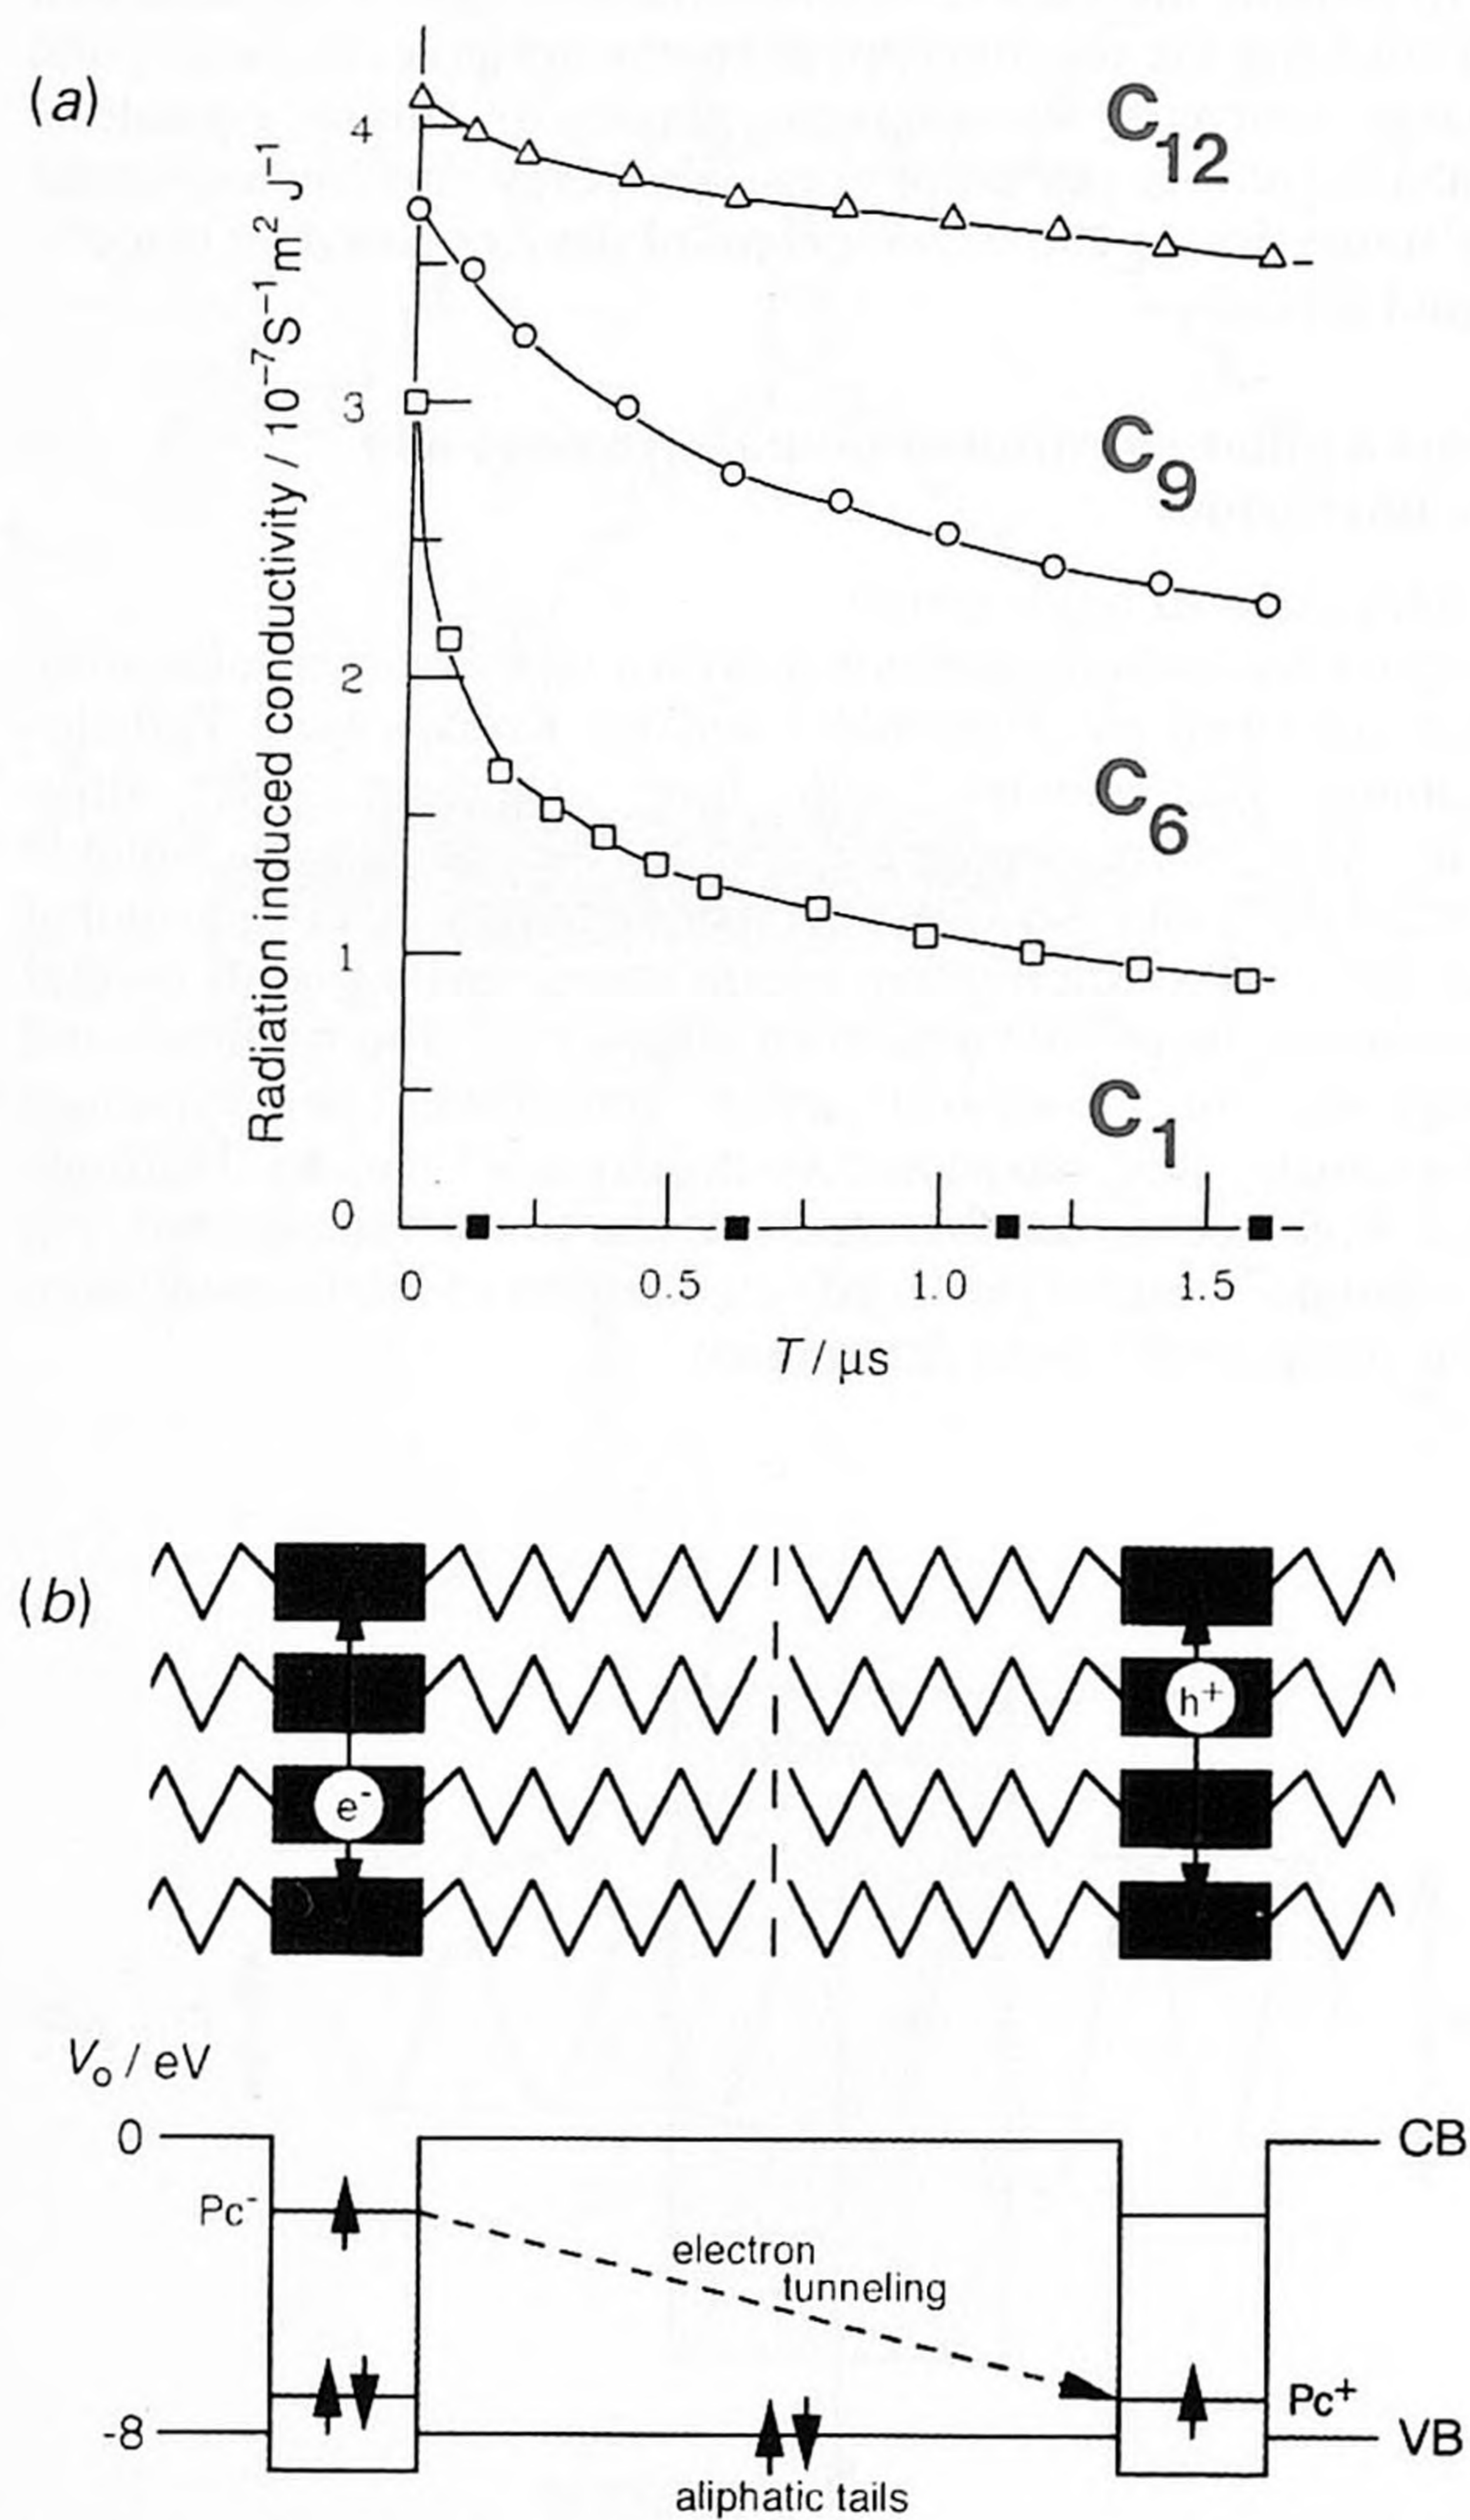 (a)
Radiation induced conductivity / 10⁻⁷S⁻¹m² J⁻¹
4
3
2
1
0
C₁₂
C₉
C₆
C₁
0 0.5 1.0 1.5
T / μs
(b)
h⁺
e⁻
V₀ / eV
0
CB
Pc⁻
electron
tunneling
Pc⁺
-8
VB
aliphatic tails